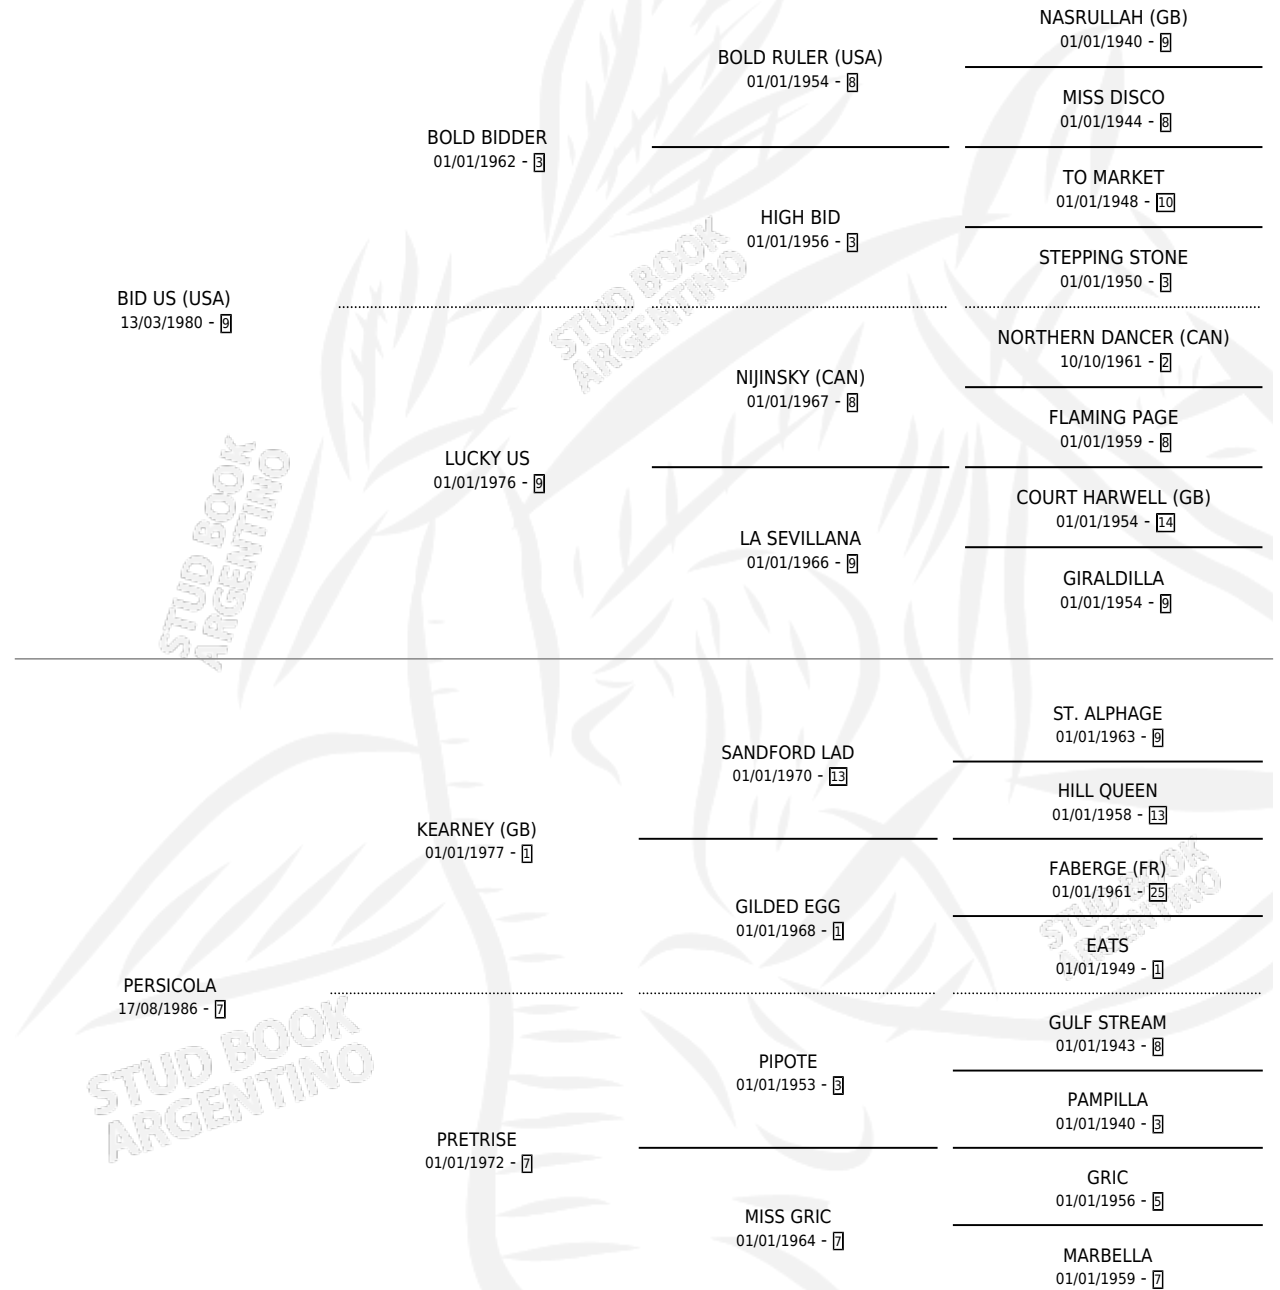 NASRULLAH (GB)
01/01/1940 - 9
BOLD RULER (USA)
01/01/1954 - 8
MISS DISCO
01/01/1944 - 8
BOLD BIDDER
01/01/1962 - 3
TO MARKET
01/01/1948 - 10
HIGH BID
01/01/1956 - 3
STEPPING STONE
01/01/1950 - 3
BID US (USA)
13/03/1980 - 9
NORTHERN DANCER (CAN)
10/10/1961 - 2
NIJINSKY (CAN)
01/01/1967 - 8
FLAMING PAGE
01/01/1959 - 8
LUCKY US
01/01/1976 - 9
COURT HARWELL (GB)
01/01/1954 - 14
LA SEVILLANA
01/01/1966 - 9
GIRALDILLA
01/01/1954 - 9
ST. ALPHAGE
01/01/1963 - 9
SANDFORD LAD
01/01/1970 - 13
HILL QUEEN
01/01/1958 - 13
KEARNEY (GB)
01/01/1977 - 1
FABERGE (FR)
01/01/1961 - 25
GILDED EGG
01/01/1968 - 1
EATS
01/01/1949 - 1
PERSICOLA
17/08/1986 - 7
GULF STREAM
01/01/1943 - 8
PIPOTE
01/01/1953 - 3
PAMPILLA
01/01/1940 - 3
PRETRISE
01/01/1972 - 7
GRIC
01/01/1956 - 5
MISS GRIC
01/01/1964 - 7
MARBELLA
01/01/1959 - 7
STUD BOOK
ARGENTINO
STUD BOOK
ARGENTINO
STUD BOOK
ARGENTINO
STUD BOOK
ARGENTINO